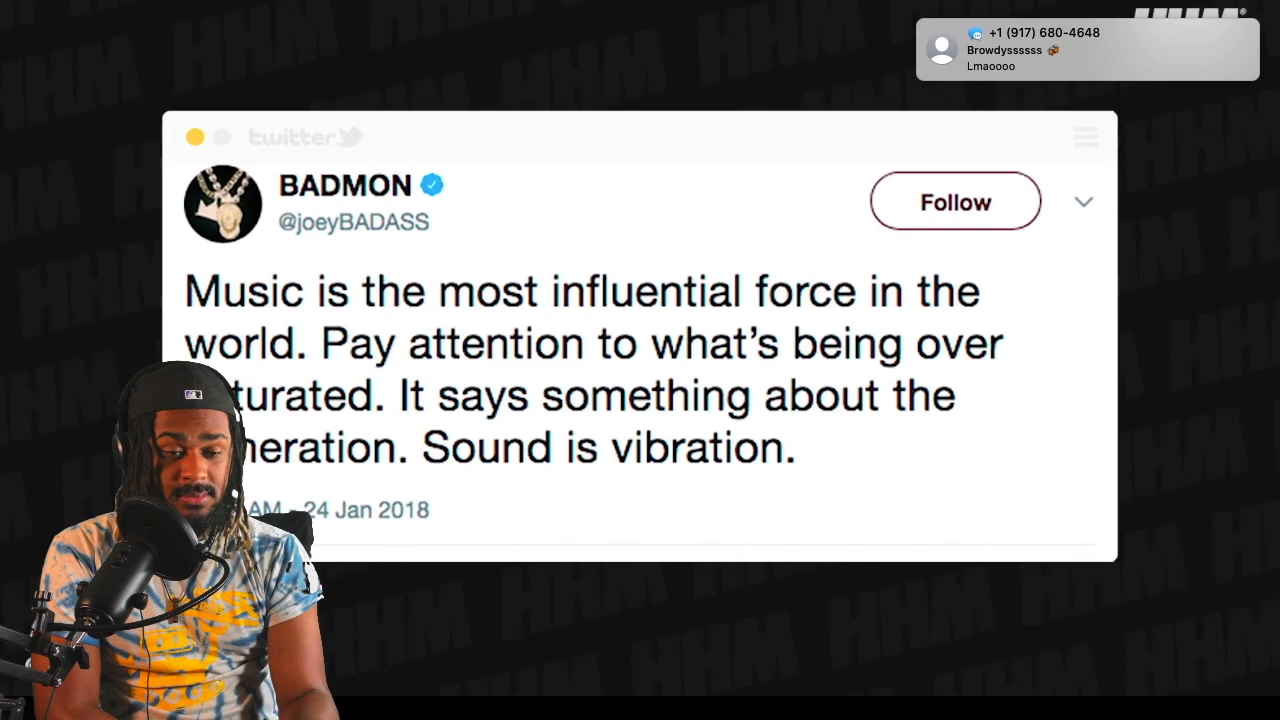 HHM®
+1 (917) 680-4648
Browdyssssss
Lmaoooo
twitter
BADMON
@joeyBADASS
Follow
Music is the most influential force in the
world. Pay attention to what’s being over
turated. It says something about the
neration. Sound is vibration.
AM - 24 Jan 2018